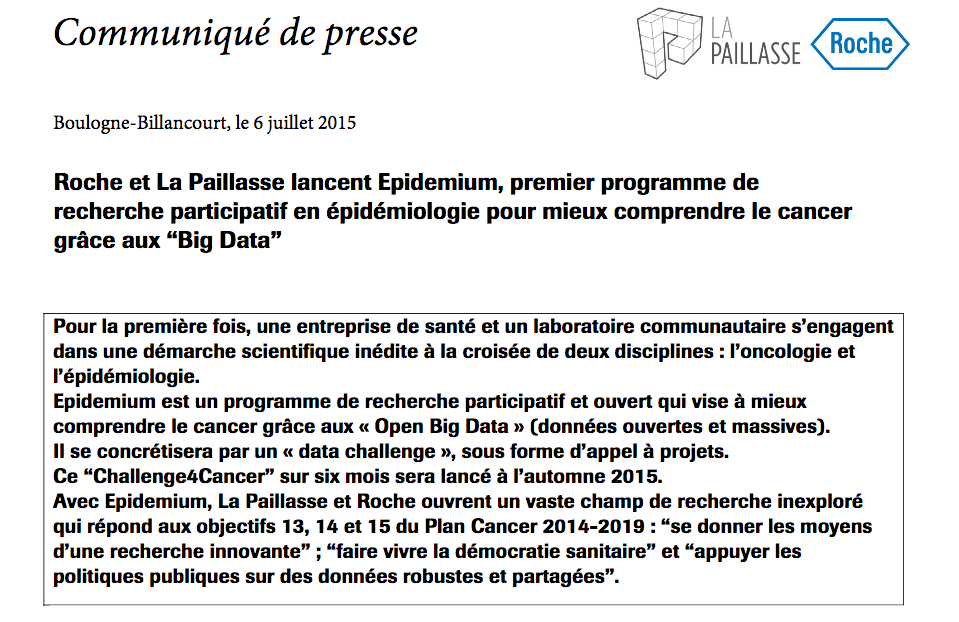 Communiqué de presse
LA
PAILLASSE
Roche
Boulogne-Billancourt, le 6 juillet 2015
Roche et La Paillasse lancent Epidemium, premier programme de
recherche participatif en épidémiologie pour mieux comprendre le cancer
grâce aux “Big Data”
Pour la première fois, une entreprise de santé et un laboratoire communautaire s’engagent
dans une démarche scientifique inédite à la croisée de deux disciplines : l’oncologie et
l’épidémiologie.
Epidemium est un programme de recherche participatif et ouvert qui vise à mieux
comprendre le cancer grâce aux « Open Big Data » (données ouvertes et massives).
Il se concrétisera par un « data challenge », sous forme d’appel à projets.
Ce “Challenge4Cancer” sur six mois sera lancé à l’automne 2015.
Avec Epidemium, La Paillasse et Roche ouvrent un vaste champ de recherche inexploré
qui répond aux objectifs 13, 14 et 15 du Plan Cancer 2014-2019 : “se donner les moyens
d’une recherche innovante” ; “faire vivre la démocratie sanitaire” et “appuyer les
politiques publiques sur des données robustes et partagées”.